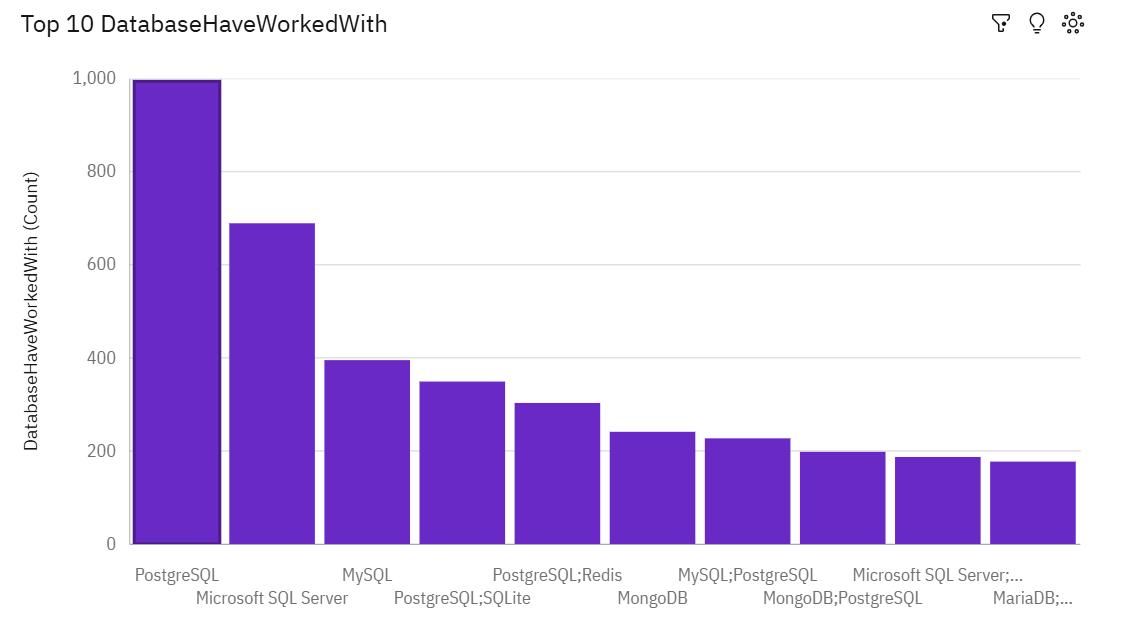 Top 10 DatabaseHaveWorkedWith
DatabaseHaveWorkedWith (Count)
1,000
800
600
400
200
0
PostgreSQL
Microsoft SQL Server
MySQL
PostgreSQL;SQLite
PostgreSQL;Redis
MongoDB
MySQL;PostgreSQL
MongoDB;PostgreSQL
Microsoft SQL Server;...
MariaDB;...